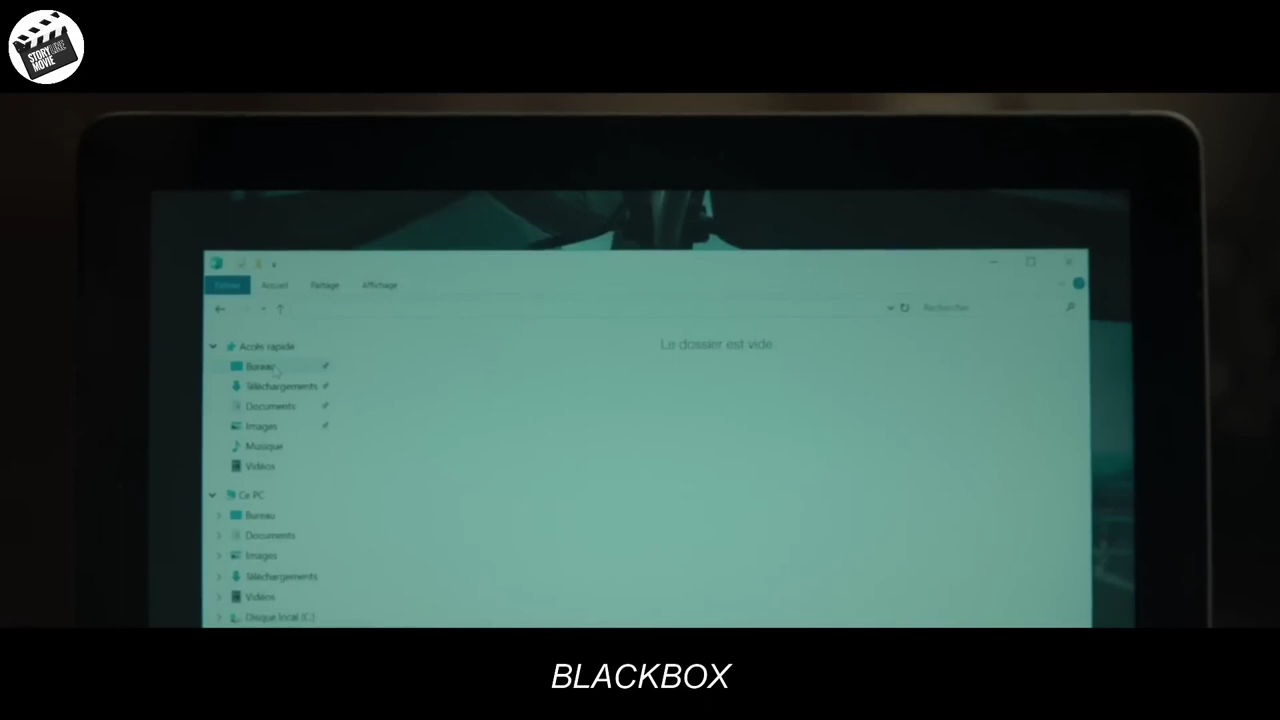 STORYLINE
MOVIE
Fichier Accueil Partage Affichage
Rechercher
Le dossier est vide.
Accès rapide
Bureau
Téléchargements
Documents
Images
Musique
Vidéos
Ce PC
Bureau
Documents
Images
Téléchargements
Vidéos
Disque local (C:)
BLACKBOX